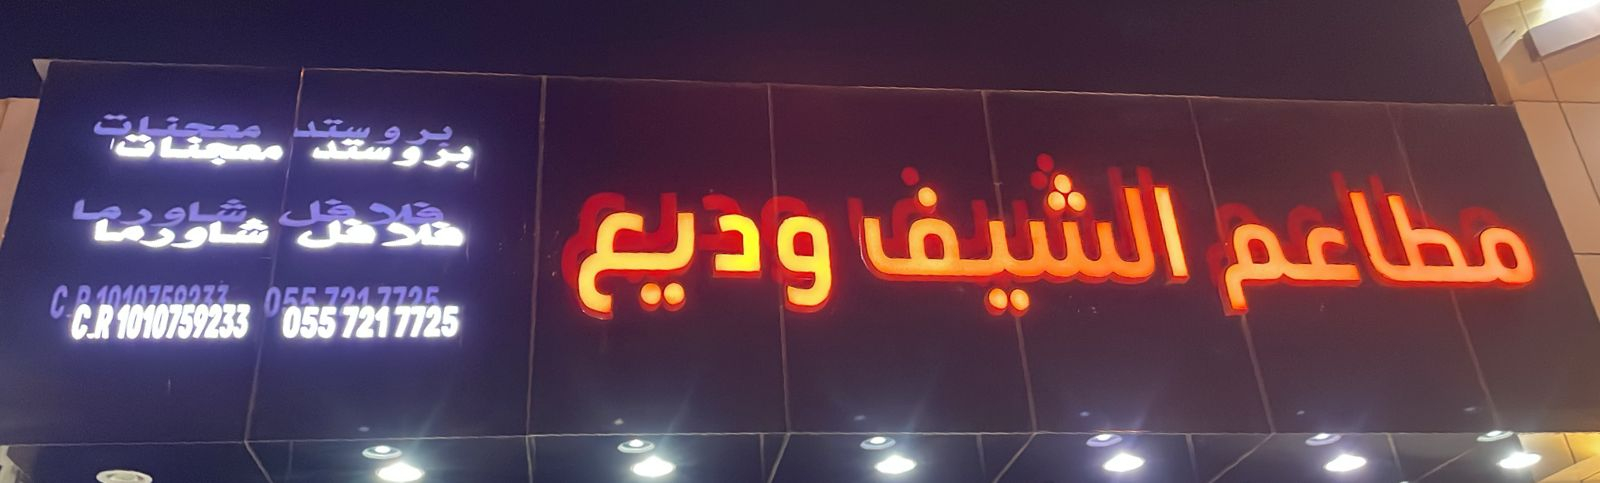 مطاعم الشيف وديع
بروستد معجنات
فلافل شاورما
055 721 7725 C.R 1010759233